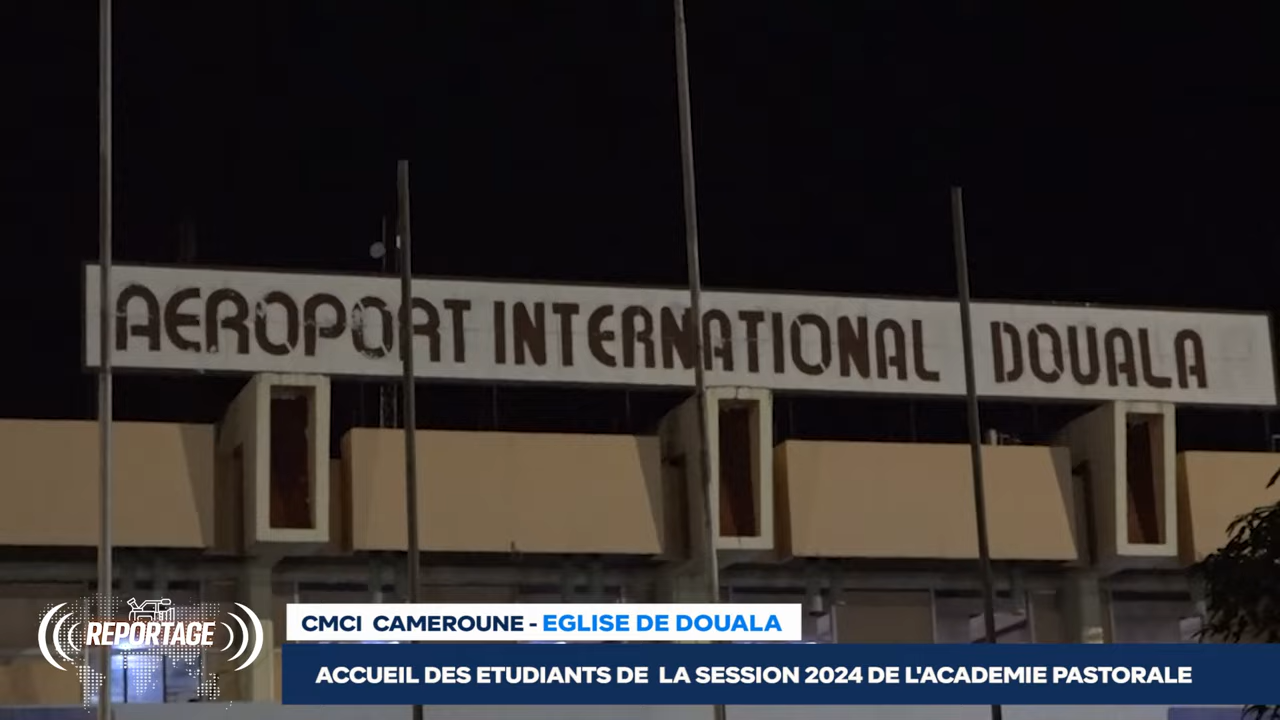 AEROPORT INTERNATIONAL DOUALA
REPORTAGE
CMCI CAMEROUNE - EGLISE DE DOUALA
ACCUEIL DES ETUDIANTS DE LA SESSION 2024 DE L'ACADEMIE PASTORALE